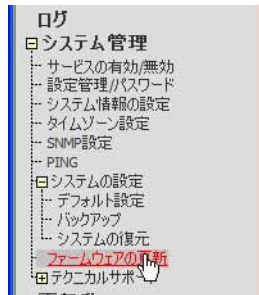 ログ
システム管理
サービスの有効/無効
設定管理/パスワード
システム情報の設定
タイムゾーン設定
SNMP設定
PING
システムの設定
デフォルト設定
バックアップ
システムの復元
ファームウェアの更新
テクニカルサポート